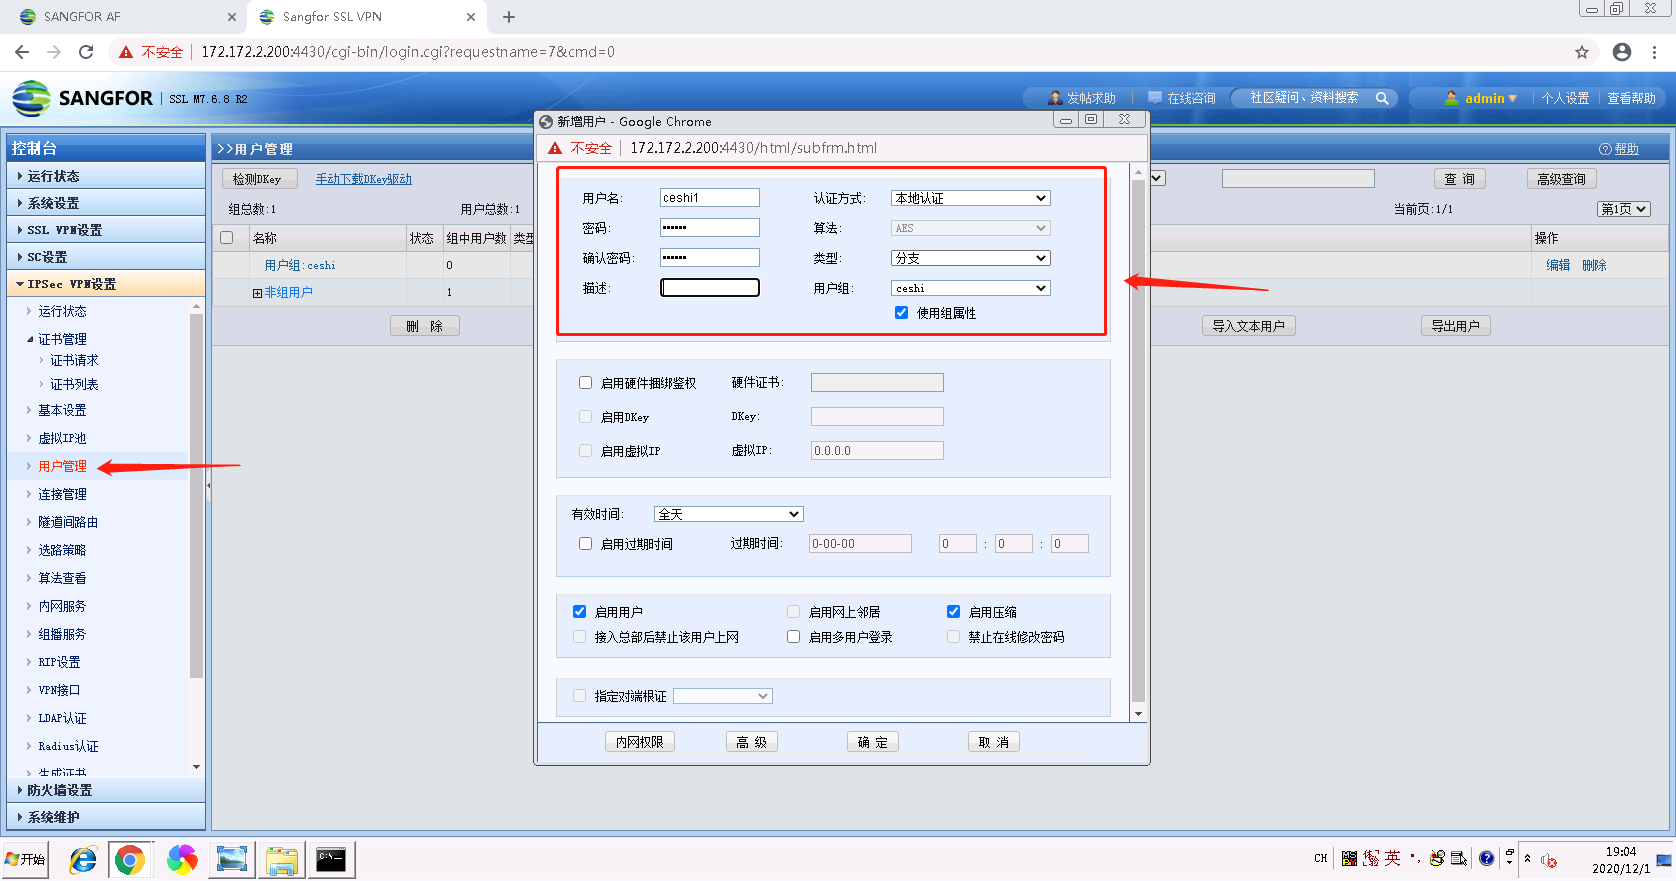 SANGFOR AF
Sangfor SSL VPN
不安全 172.172.2.200:4430/cgi-bin/login.cgi?requestname=7&cmd=0
SANGFOR SSL M7.6.8 R2
发帖求助 在线咨询 社区疑问、资料搜索 admin 个人设置 查看帮助
控制台
运行状态
系统设置
SSL VPN设置
SC设置
IPSec VPN设置
运行状态
证书管理
证书请求
证书列表
基本设置
虚拟IP池
用户管理
连接管理
隧道间路由
选路策略
算法查看
内网服务
组播服务
RIP设置
VPN接口
LDAP认证
Radius认证
生成证书
防火墙设置
系统维护
>>用户管理 帮助
检测DKey 手动下载DKey驱动 查 询 高级查询
组总数:1 用户总数:1 当前页:1/1 第1页
名称 状态 组中用户数 类型 操作
用户组:ceshi 0 编辑 删除
非组用户 1
删 除 导入文本用户 导出用户
新增用户 - Google Chrome
不安全 172.172.2.200:4430/html/subfrm.html
用户名: ceshi1 认证方式: 本地认证
密码: •••••• 算法: AES
确认密码: •••••• 类型: 分支
描述: 用户组: ceshi
使用组属性
启用硬件捆绑鉴权 硬件证书:
启用DKey DKey:
启用虚拟IP 虚拟IP: 0.0.0.0
有效时间: 全天
启用过期时间 过期时间: 0-00-00 0 : 0 : 0
启用用户 启用网上邻居 启用压缩
接入总部后禁止该用户上网 启用多用户登录 禁止在线修改密码
指定对端根证
内网权限 高 级 确 定 取 消
开始 C:\ CH 英 19:04
2020/12/1